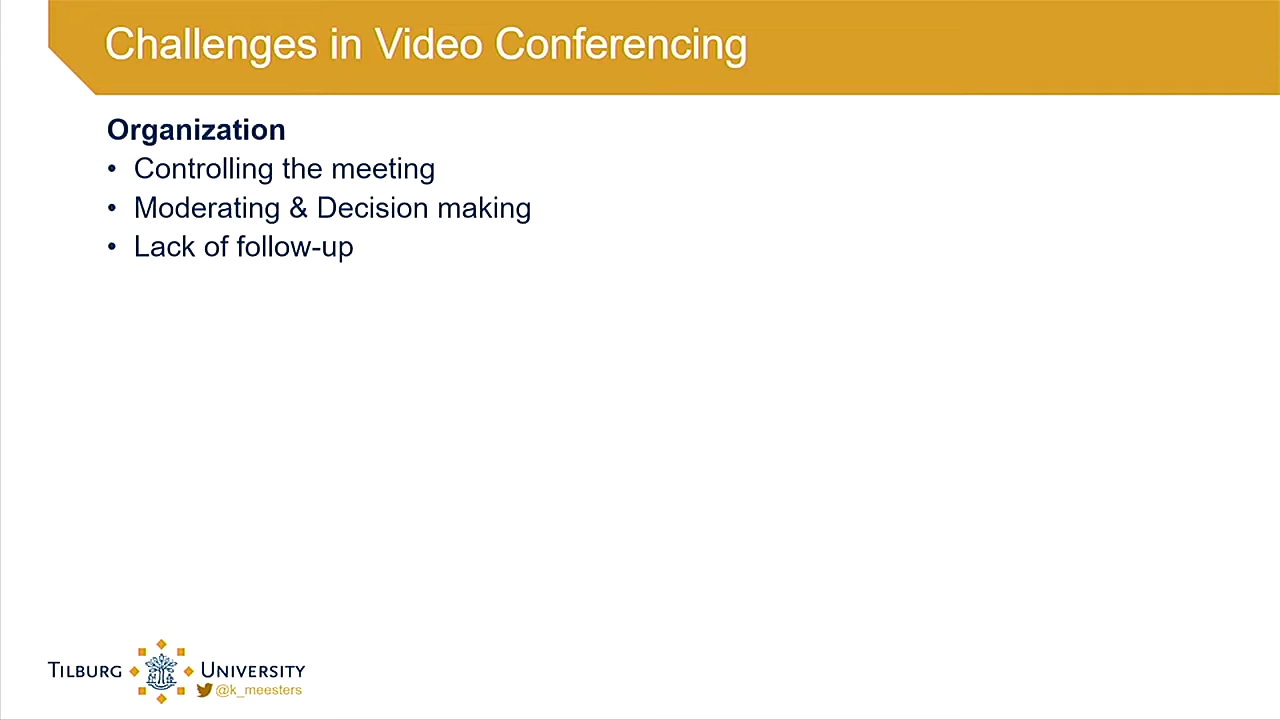 Challenges in Video Conferencing
Organization
• Controlling the meeting
• Moderating & Decision making
• Lack of follow-up
TILBURG UNIVERSITY
@k_meesters